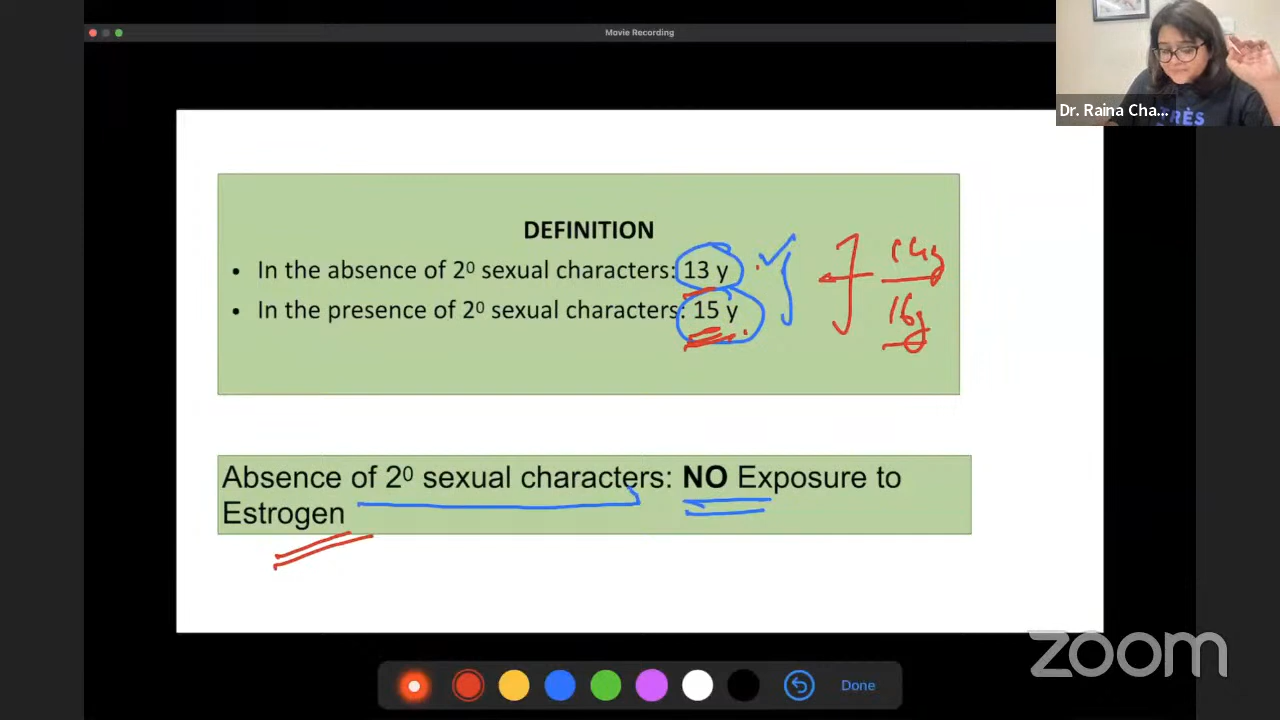 Movie Recording
Dr. Raina Cha...
RÈS
DEFINITION
• In the absence of 2⁰ sexual characters: 13 y
• In the presence of 2⁰ sexual characters: 15 y
14y
16y
Absence of 2⁰ sexual characters: NO Exposure to
Estrogen
zoom
Done